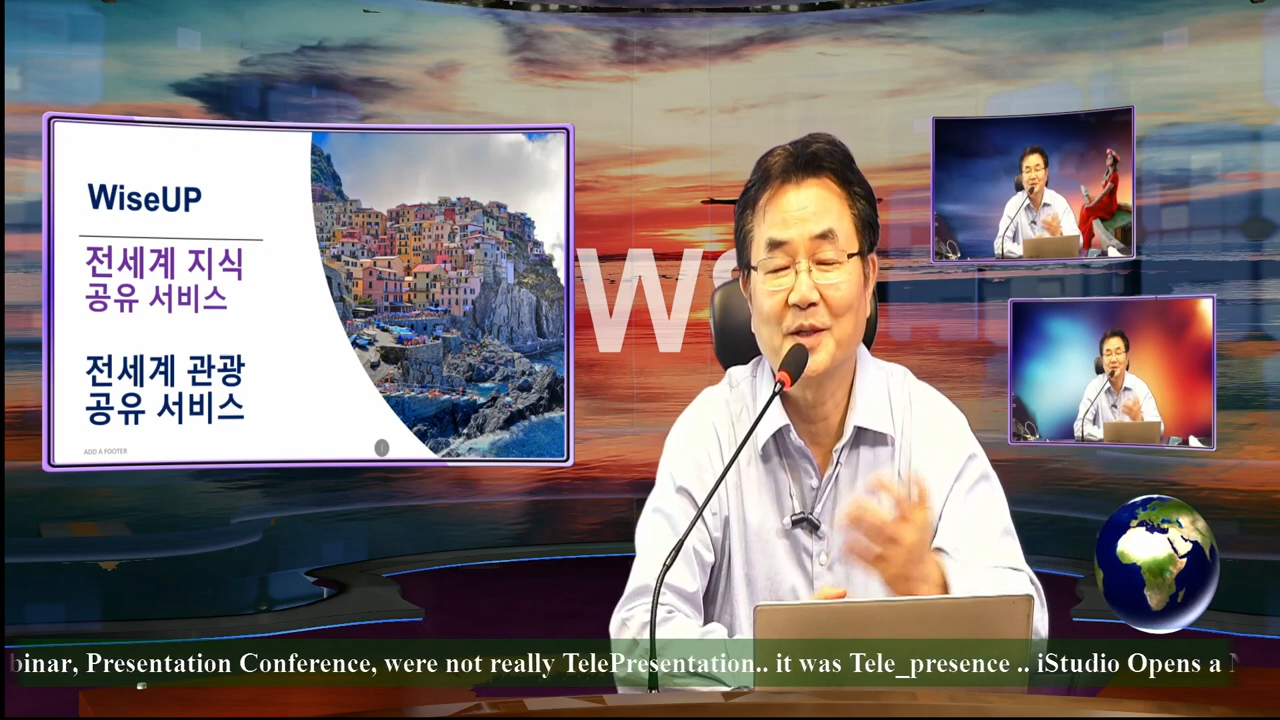 WiseUP
전세계 지식
공유 서비스
전세계 관광
공유 서비스
ADD A FOOTER
W
binar, Presentation Conference, were not really TelePresentation.. it was Tele_presence .. iStudio Opens a